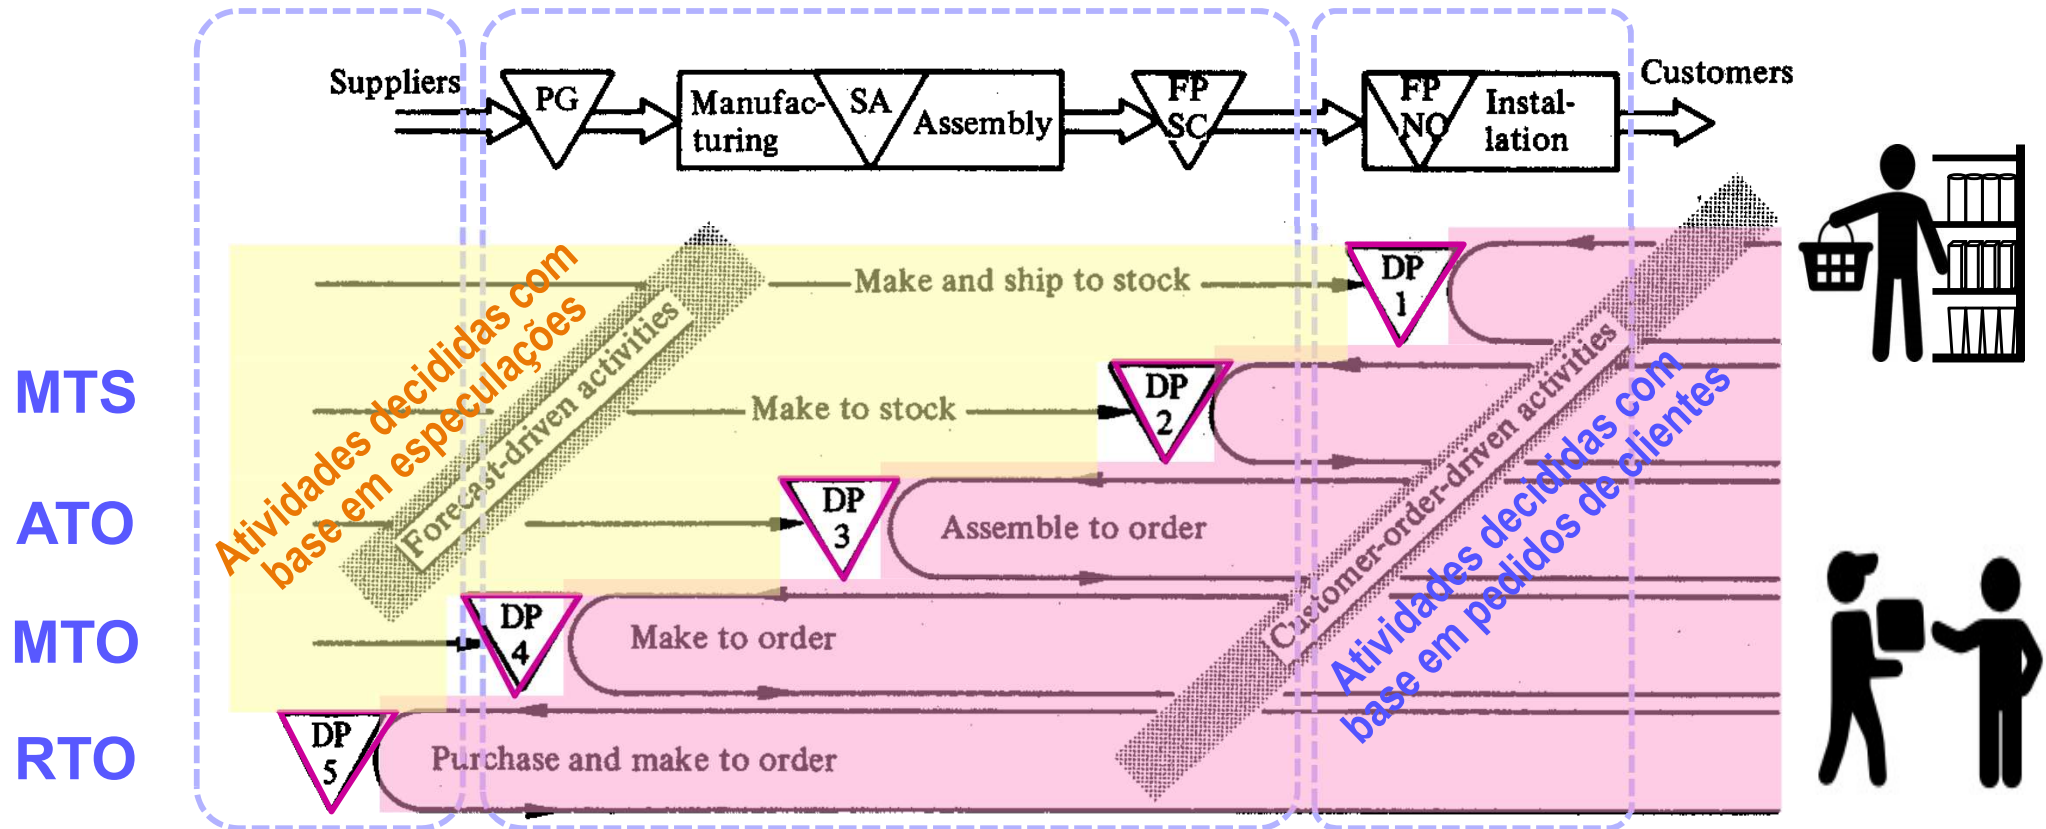 Suppliers
PG
Manufac-
turing
SA
Assembly
FP
SC
FP
NO
Instal-
lation
Customers
Make and ship to stock
DP
1
MTS
Make to stock
DP
2
ATO
DP
3
Assemble to order
MTO
DP
4
Make to order
RTO
DP
5
Purchase and make to order
Atividades decididas com
base em especulações
Forecast-driven activities
Customer-order-driven activities
Atividades decididas com
base em pedidos de clientes